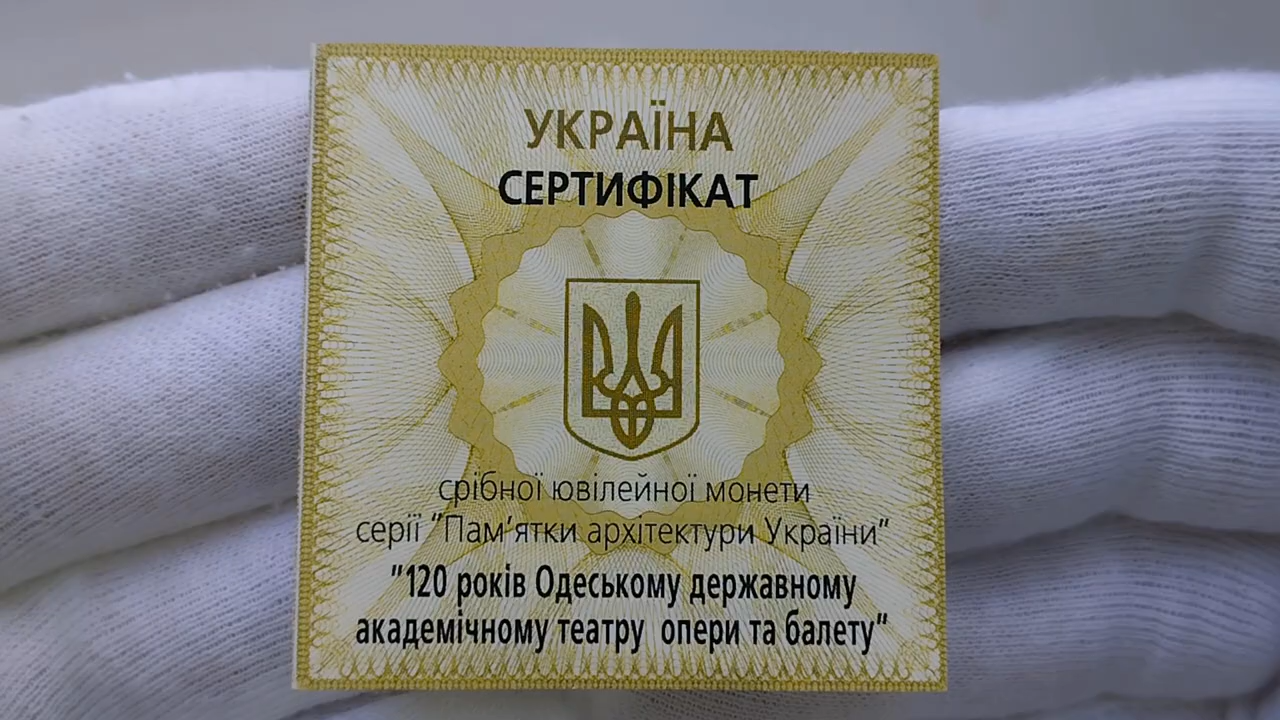 УКРАЇНА
СЕРТИФІКАТ
срібної ювілейної монети
серії "Пам'ятки архітектури України"
"120 років Одеському державному
академічному театру опери та балету"